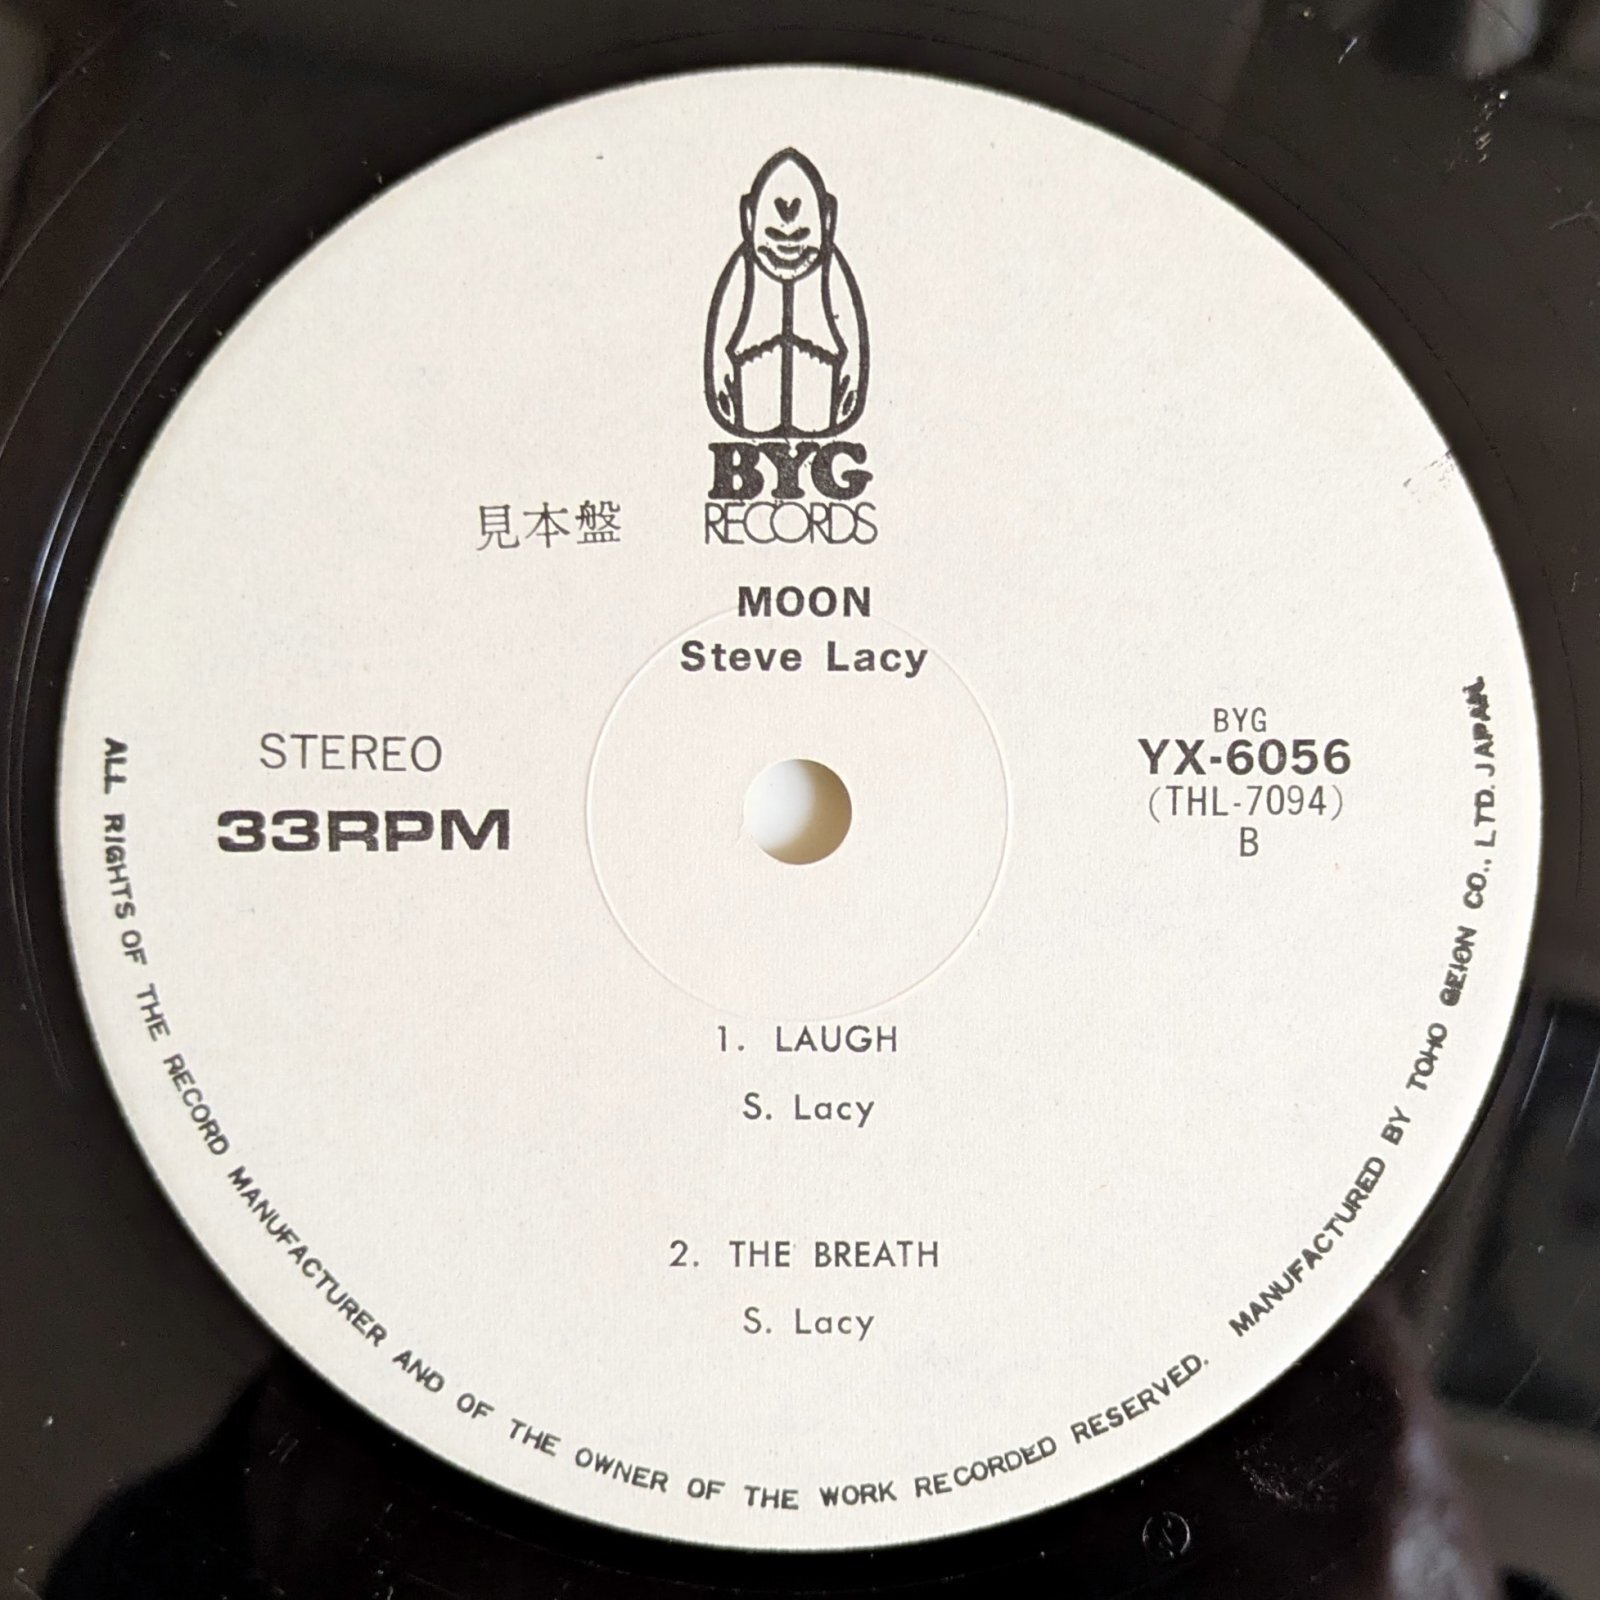 BYG
RECORDS
見本盤
MOON
Steve Lacy
STEREO
33RPM
BYG
YX-6056
(THL-7094)
B
1. LAUGH
S. Lacy
2. THE BREATH
S. Lacy
ALL RIGHTS OF THE RECORD MANUFACTURER AND OF THE OWNER OF THE WORK RECORDED RESERVED. MANUFACTURED BY TOHO GEION CO., LTD. JAPAN.